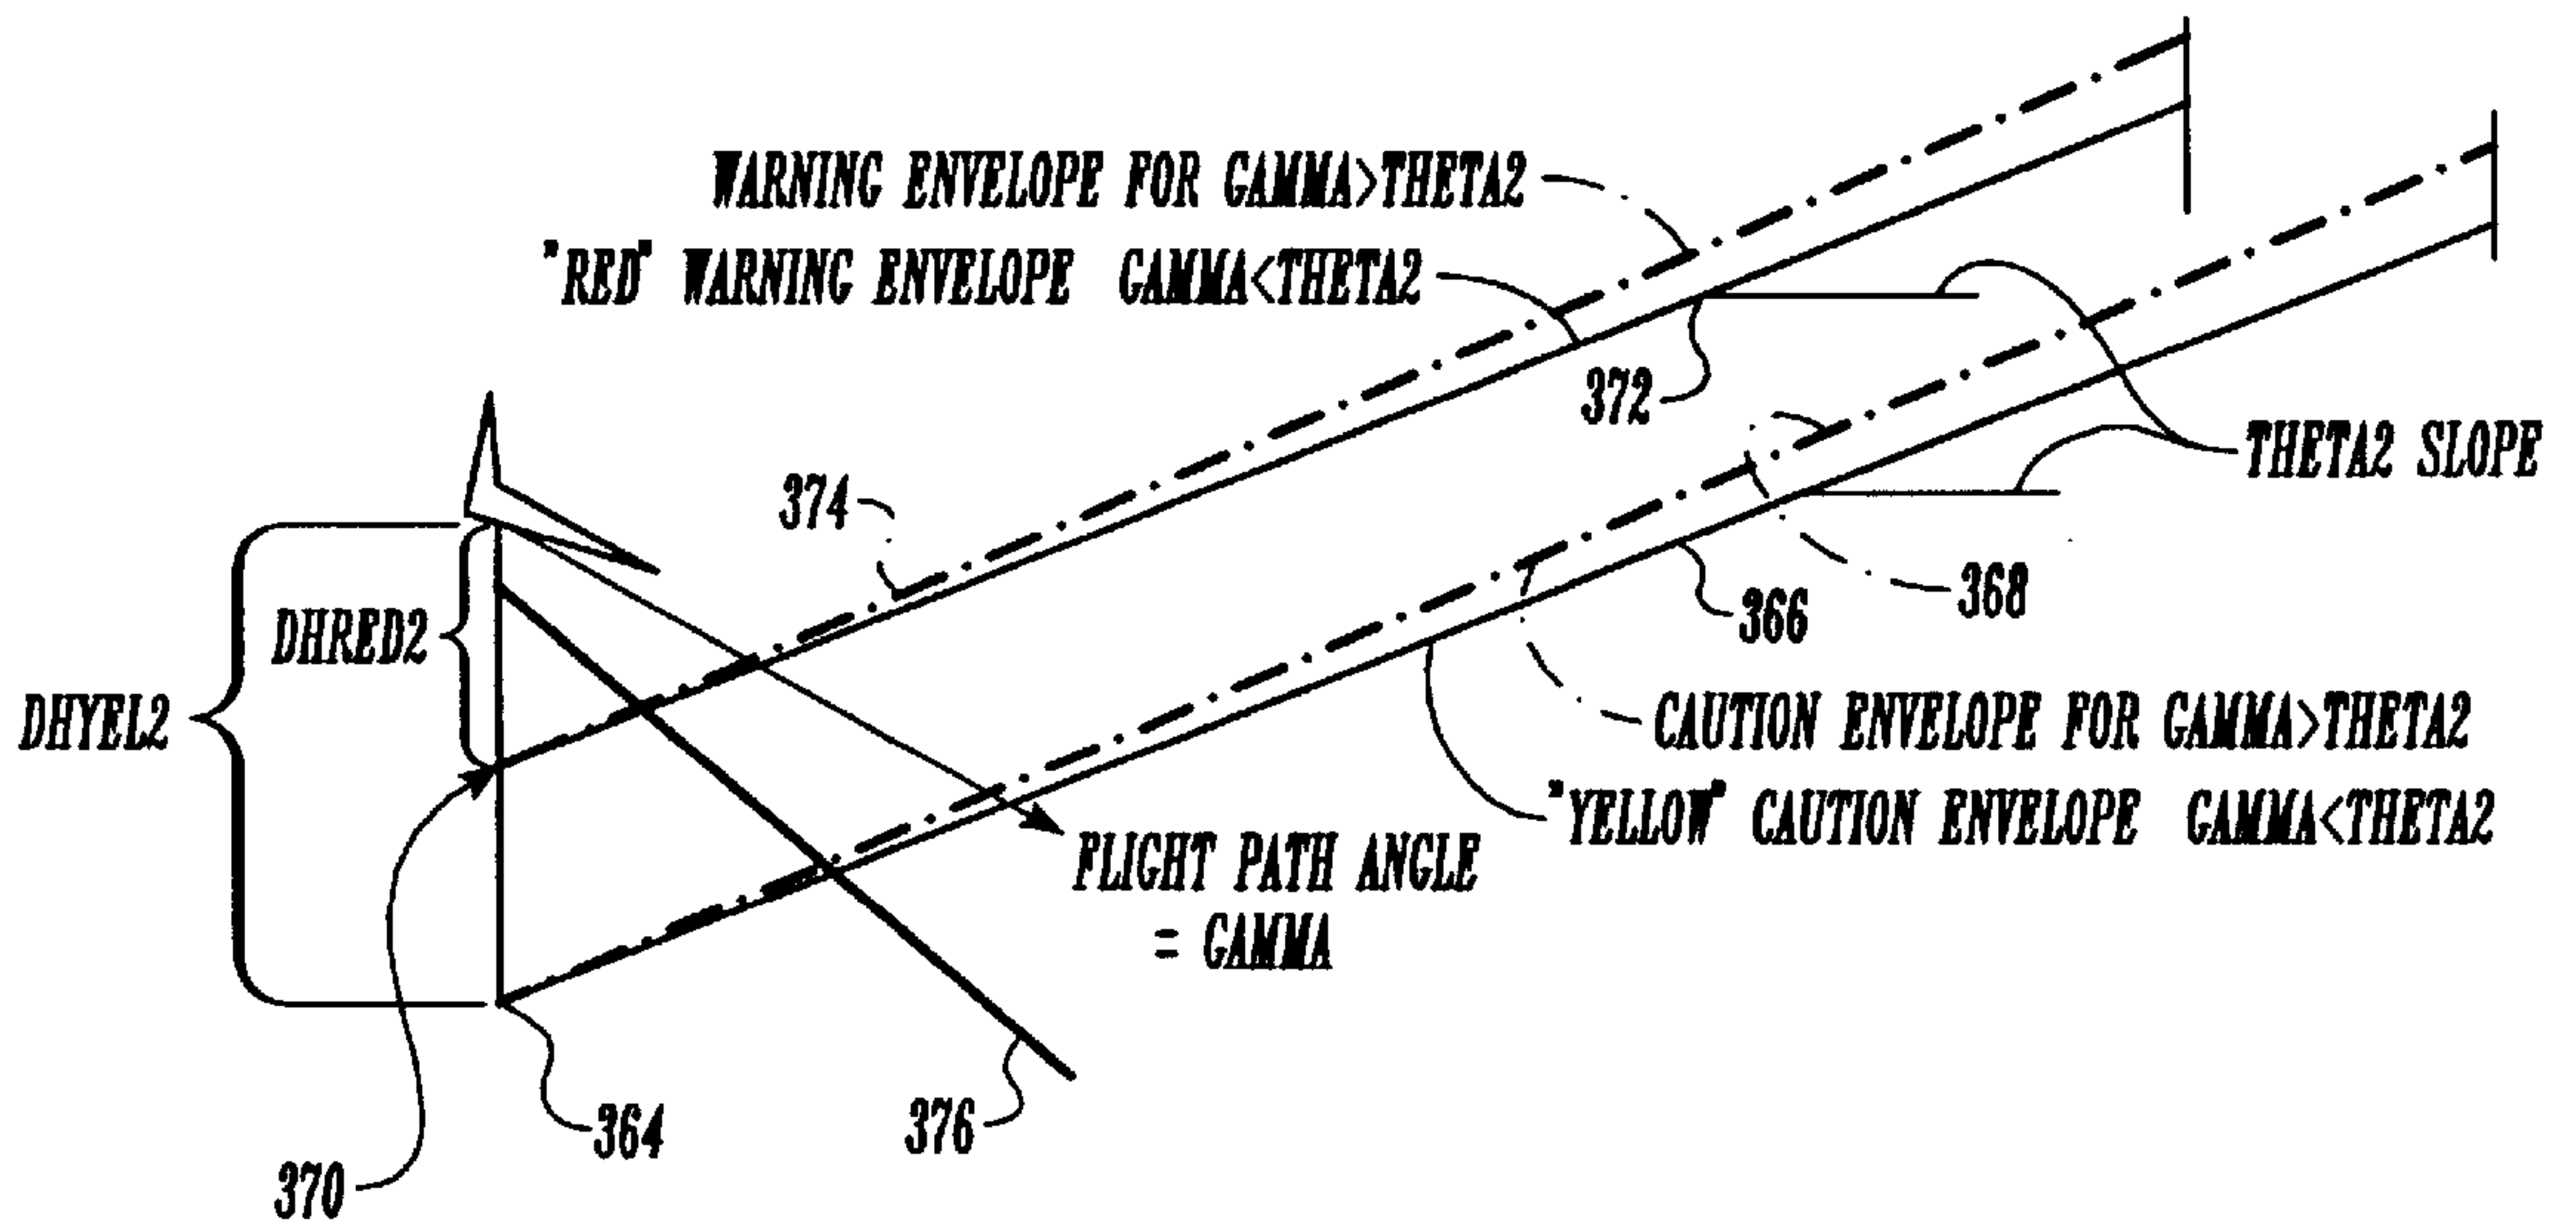 WARNING ENVELOPE FOR GAMMA>THETA2
"RED" WARNING ENVELOPE GAMMA<THETA2
372
THETA2 SLOPE
374
368
366
DHRED2
DHYEL2
CAUTION ENVELOPE FOR GAMMA>THETA2
"YELLOW" CAUTION ENVELOPE GAMMA<THETA2
FLIGHT PATH ANGLE
= GAMMA
364
376
370